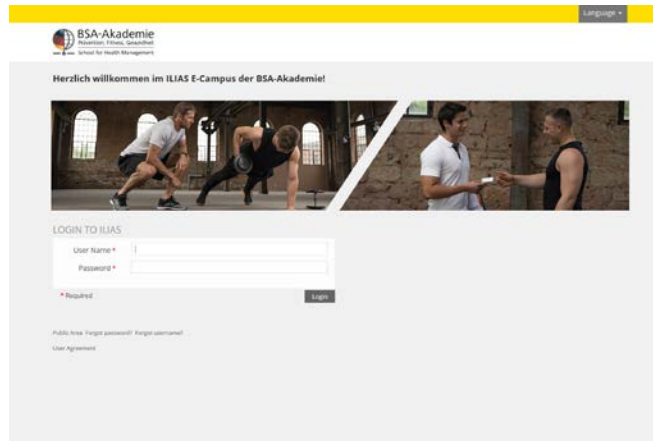 Language
BSA-Akademie
Prävention, Fitness, Gesundheit
School for Health Management
Herzlich willkommen im ILIAS E-Campus der BSA-Akademie!
LOGIN TO ILIAS
User Name *
Password *
* Required
Login
Public Area Forgot password? Forgot username?
User Agreement